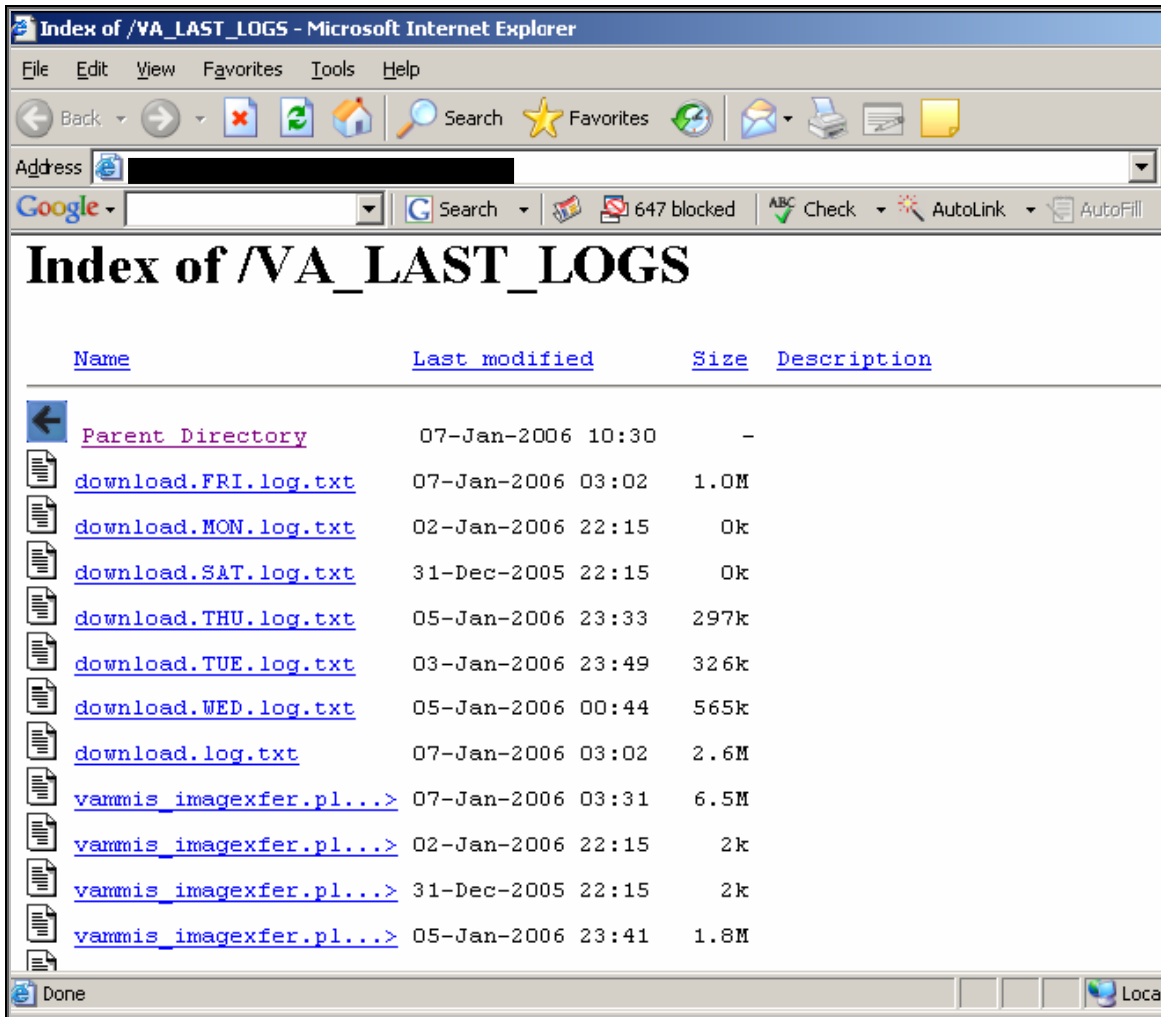 Index of /VA_LAST_LOGS - Microsoft Internet Explorer
File Edit View Favorites Tools Help
Back Search Favorites
Address
Google Search 647 blocked ABC Check AutoLink AutoFill
Index of /VA_LAST_LOGS
Name Last modified Size Description
Parent Directory 07-Jan-2006 10:30 -
download.FRI.log.txt 07-Jan-2006 03:02 1.0M
download.MON.log.txt 02-Jan-2006 22:15 0k
download.SAT.log.txt 31-Dec-2005 22:15 0k
download.THU.log.txt 05-Jan-2006 23:33 297k
download.TUE.log.txt 03-Jan-2006 23:49 326k
download.WED.log.txt 05-Jan-2006 00:44 565k
download.log.txt 07-Jan-2006 03:02 2.6M
vammis_imagexfer.pl...> 07-Jan-2006 03:31 6.5M
vammis_imagexfer.pl...> 02-Jan-2006 22:15 2k
vammis_imagexfer.pl...> 31-Dec-2005 22:15 2k
vammis_imagexfer.pl...> 05-Jan-2006 23:41 1.8M
Done Loca